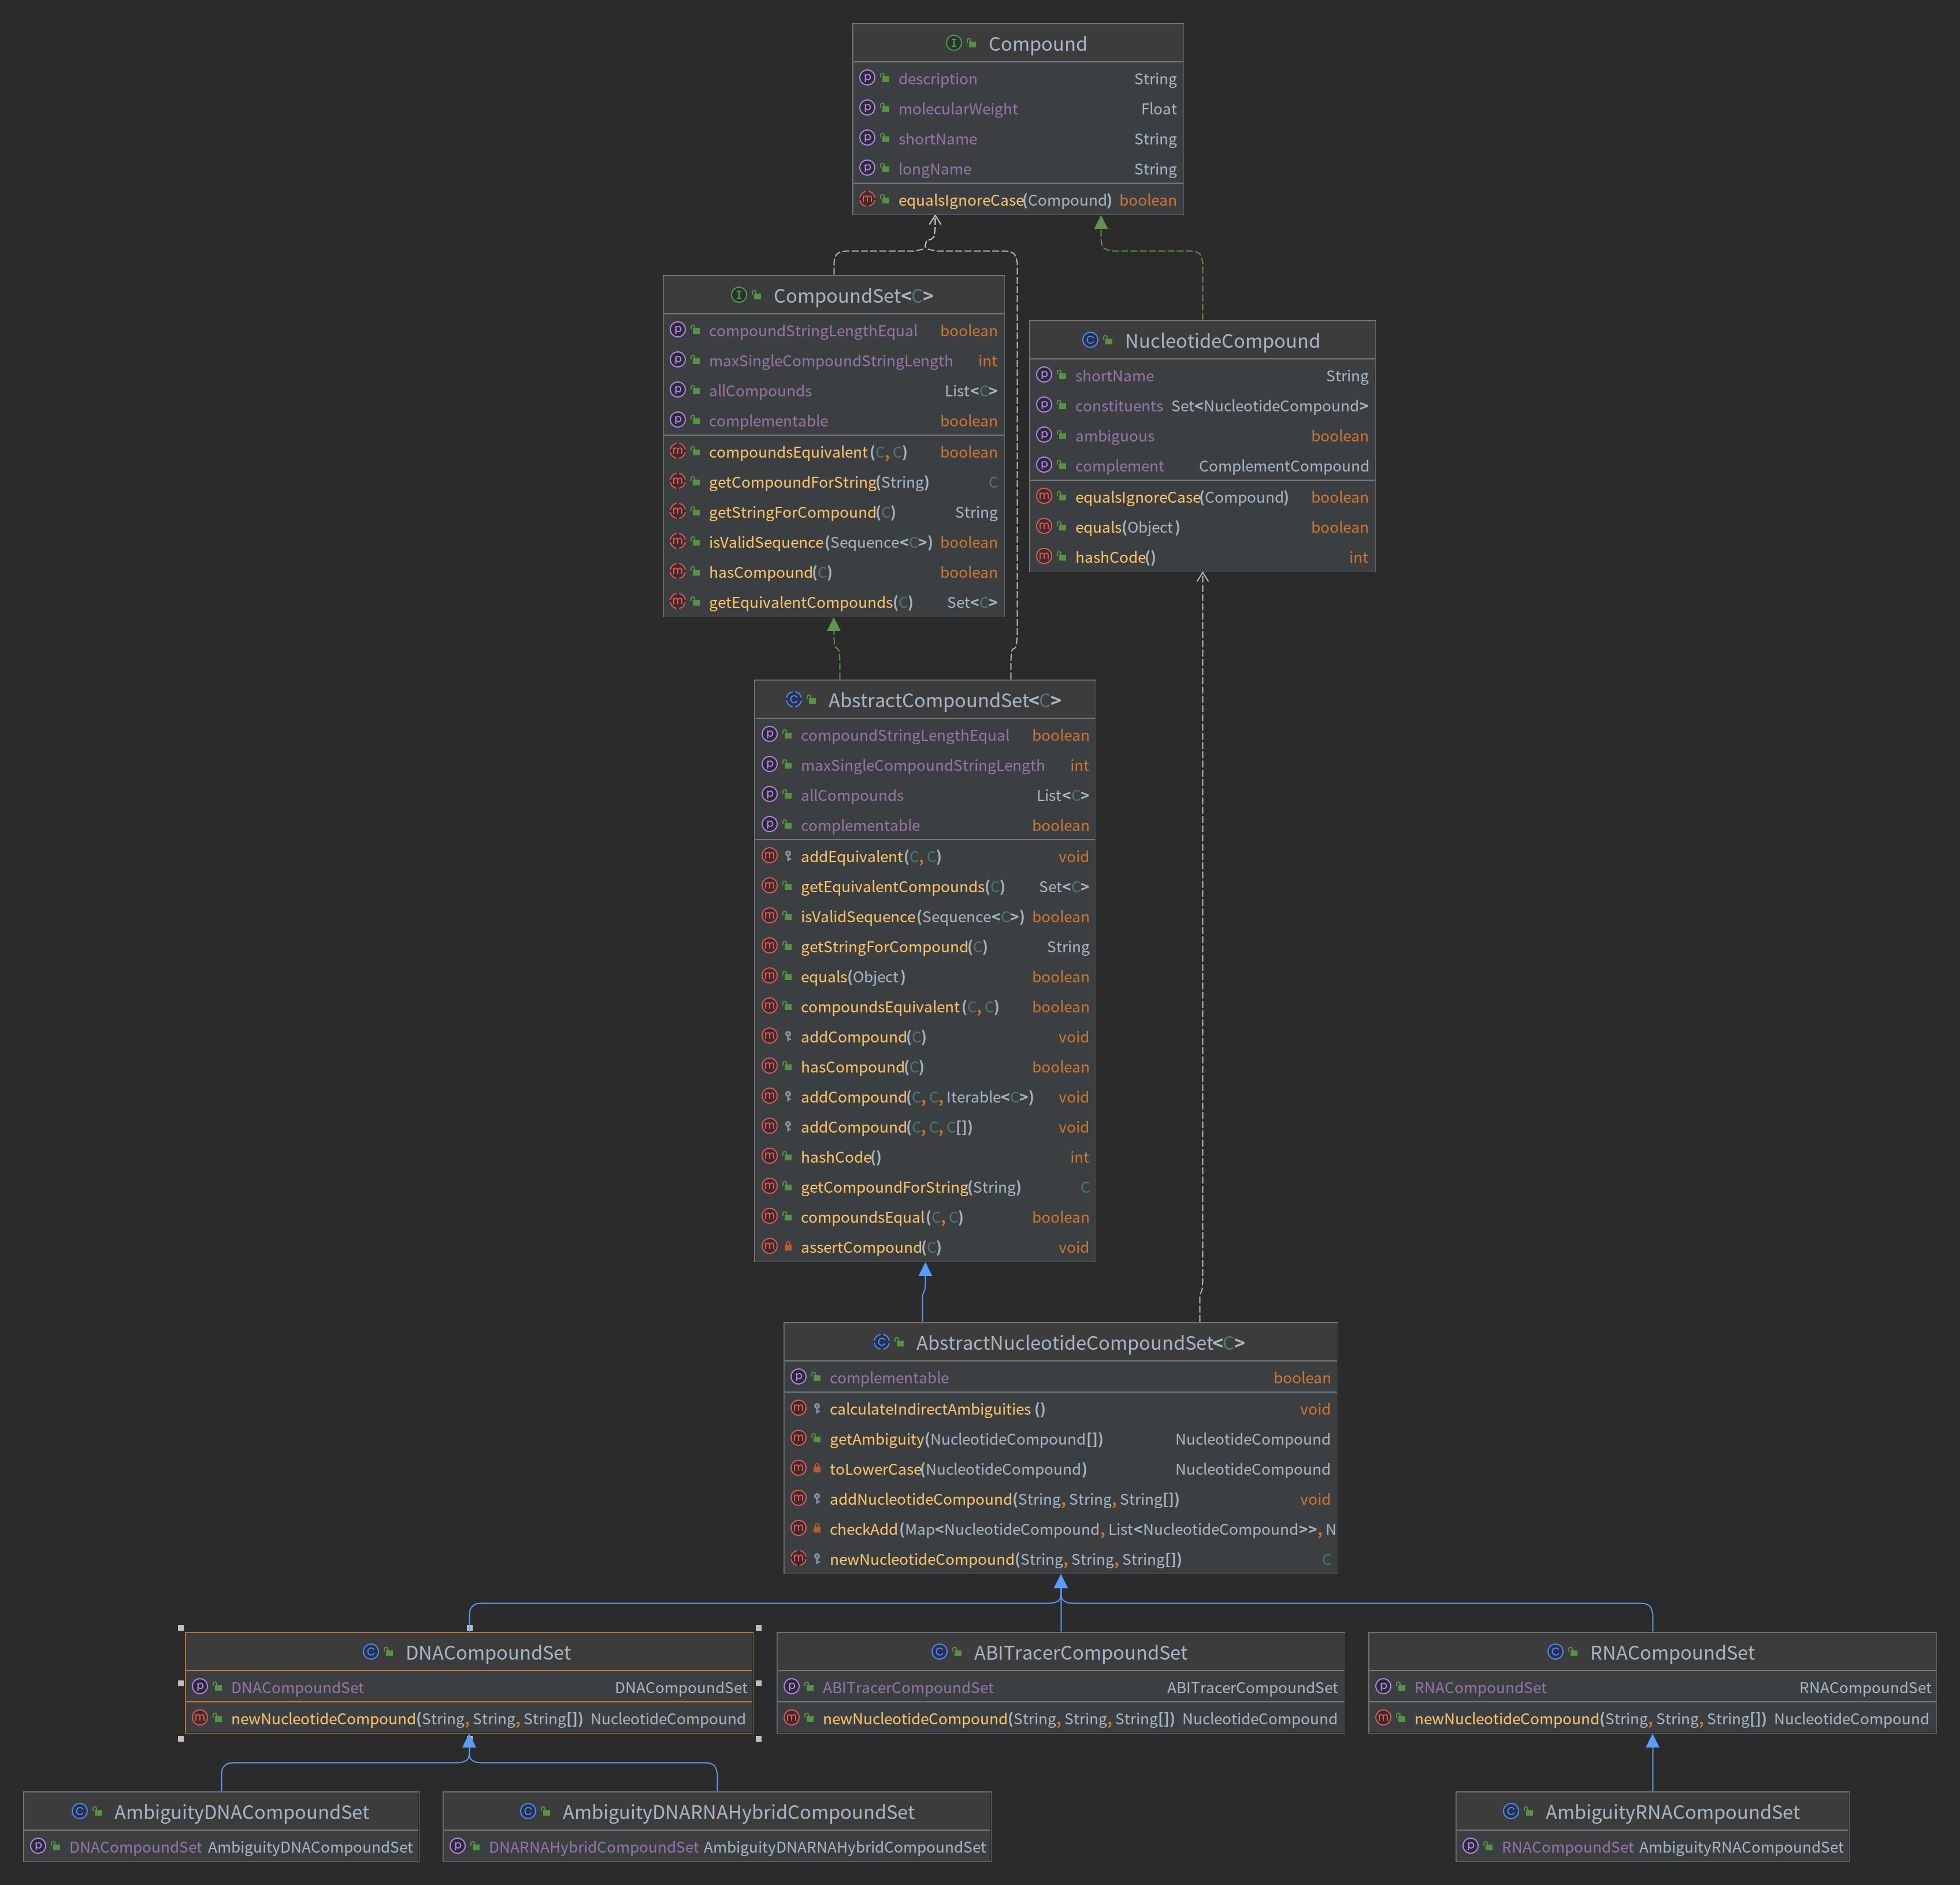 Compound
description String
molecularWeight Float
shortName String
longName String
equalsIgnoreCase(Compound) boolean
CompoundSet<C>
compoundStringLengthEqual boolean
maxSingleCompoundStringLength int
allCompounds List<C>
complementable boolean
compoundsEquivalent(C, C) boolean
getCompoundForString(String) C
getStringForCompound(C) String
isValidSequence(Sequence<C>) boolean
hasCompound(C) boolean
getEquivalentCompounds(C) Set<C>
NucleotideCompound
shortName String
constituents Set<NucleotideCompound>
ambiguous boolean
complement ComplementCompound
equalsIgnoreCase(Compound) boolean
equals(Object) boolean
hashCode() int
AbstractCompoundSet<C>
compoundStringLengthEqual boolean
maxSingleCompoundStringLength int
allCompounds List<C>
complementable boolean
addEquivalent(C, C) void
getEquivalentCompounds(C) Set<C>
isValidSequence(Sequence<C>) boolean
getStringForCompound(C) String
equals(Object) boolean
compoundsEquivalent(C, C) boolean
addCompound(C) void
hasCompound(C) boolean
addCompound(C, C, Iterable<C>) void
addCompound(C, C, C[]) void
hashCode() int
getCompoundForString(String) C
compoundsEqual(C, C) boolean
assertCompound(C) void
AbstractNucleotideCompoundSet<C>
complementable boolean
calculateIndirectAmbiguities() void
getAmbiguity(NucleotideCompound[]) NucleotideCompound
toLowerCase(NucleotideCompound) NucleotideCompound
addNucleotideCompound(String, String, String[]) void
checkAdd(Map<NucleotideCompound, List<NucleotideCompound>>, N
newNucleotideCompound(String, String, String[]) C
DNACompoundSet
DNACompoundSet DNACompoundSet
newNucleotideCompound(String, String, String[]) NucleotideCompound
ABITracerCompoundSet
ABITracerCompoundSet ABITracerCompoundSet
newNucleotideCompound(String, String, String[]) NucleotideCompound
RNACompoundSet
RNACompoundSet RNACompoundSet
newNucleotideCompound(String, String, String[]) NucleotideCompound
AmbiguityDNACompoundSet
DNACompoundSet AmbiguityDNACompoundSet
AmbiguityDNARNAHybridCompoundSet
DNARNAHybridCompoundSet AmbiguityDNARNAHybridCompoundSet
AmbiguityRNACompoundSet
RNACompoundSet AmbiguityRNACompoundSet